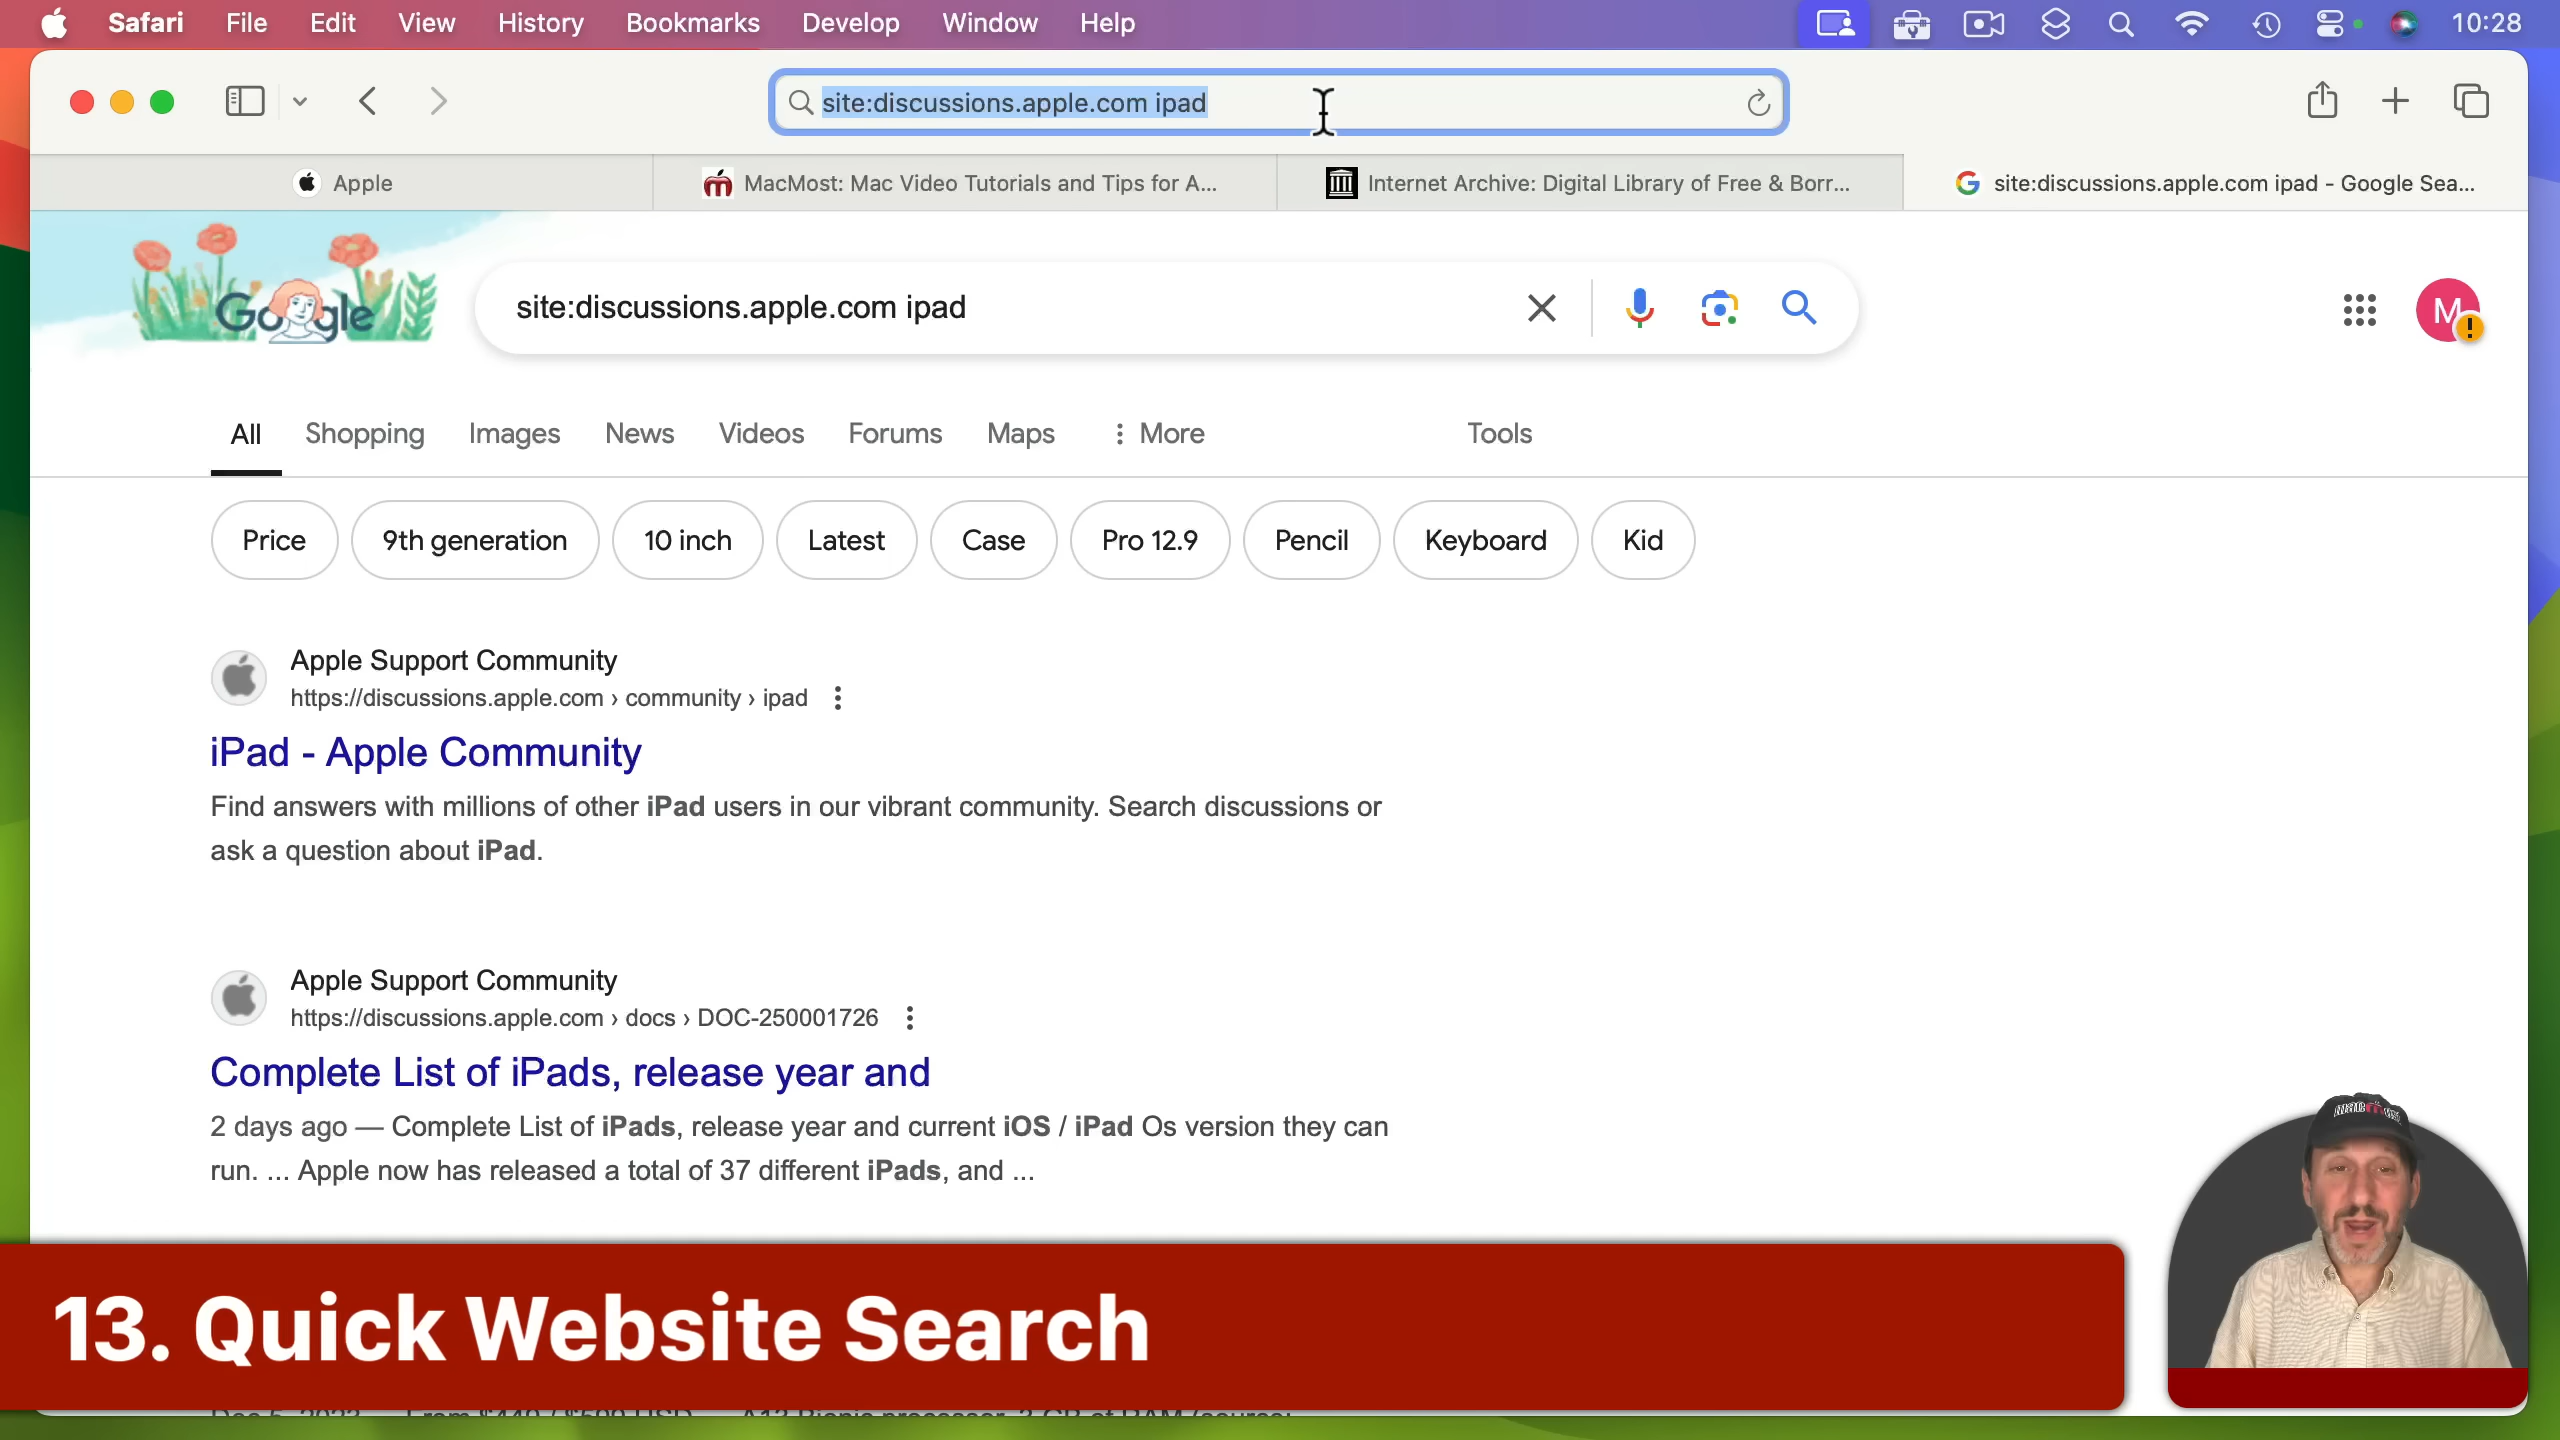 Safari File Edit View History Bookmarks Develop Window Help 10:28
site:discussions.apple.com ipad
Apple
MacMost: Mac Video Tutorials and Tips for A...
Internet Archive: Digital Library of Free & Borr...
site:discussions.apple.com ipad - Google Sea...
Google
site:discussions.apple.com ipad
M
All Shopping Images News Videos Forums Maps More Tools
Price 9th generation 10 inch Latest Case Pro 12.9 Pencil Keyboard Kid
Apple Support Community
https://discussions.apple.com › community › ipad
iPad - Apple Community
Find answers with millions of other iPad users in our vibrant community. Search discussions or
ask a question about iPad.
Apple Support Community
https://discussions.apple.com › docs › DOC-250001726
Complete List of iPads, release year and
2 days ago — Complete List of iPads, release year and current iOS / iPad Os version they can
run. ... Apple now has released a total of 37 different iPads, and ...
13. Quick Website Search